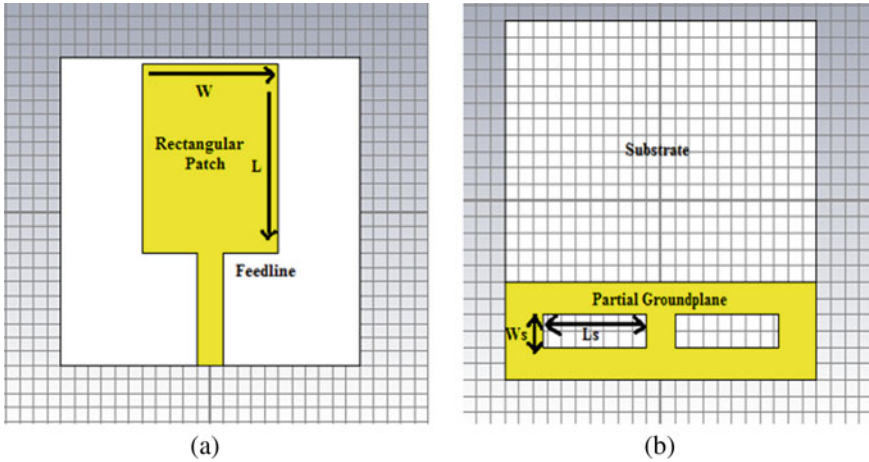 W
Rectangular
Patch
L
Feedline
(a)
Substrate
Partial Groundplane
Ws
Ls
(b)